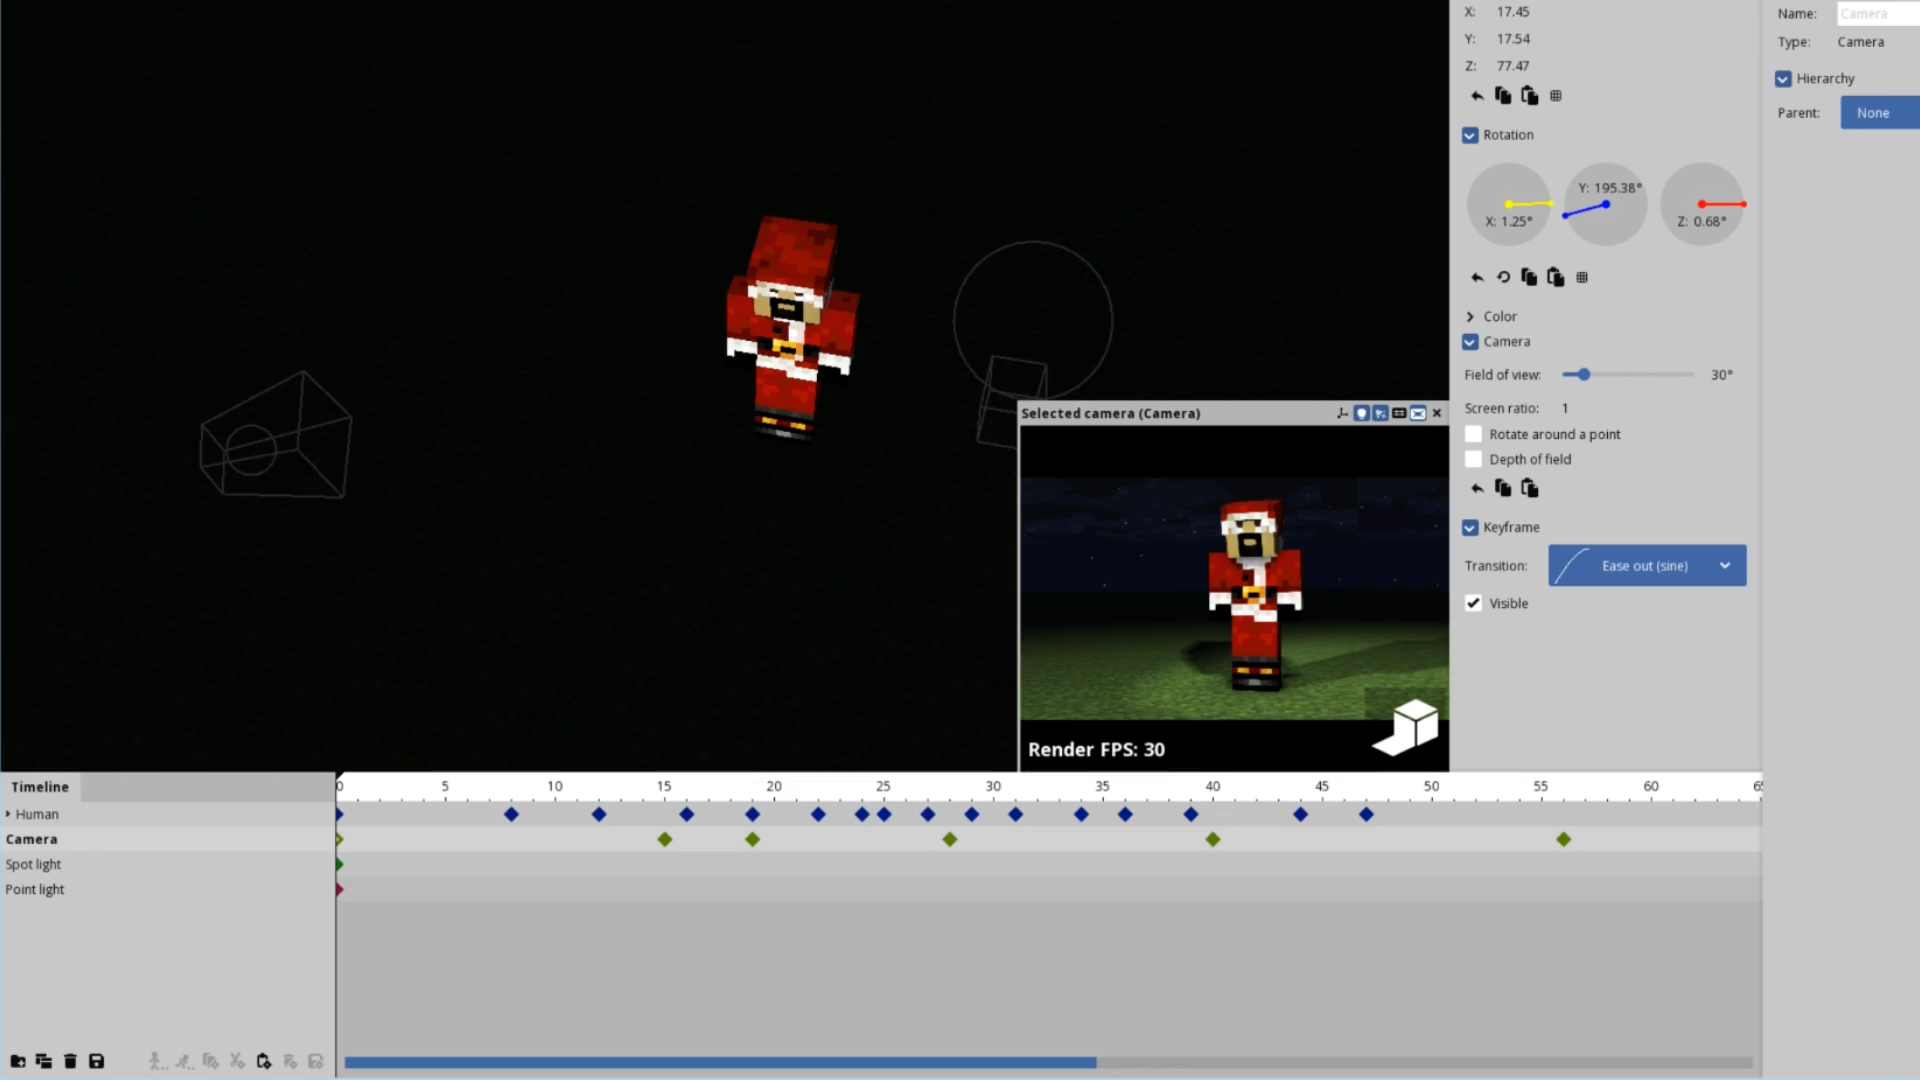 X: 17.45
Y: 17.54
Z: 77.47
Rotation
X: 1.25°
Y: 195.38°
Z: 0.68°
Color
Camera
Field of view: 30°
Screen ratio: 1
Rotate around a point
Depth of field
Keyframe
Transition: Ease out (sine)
Visible
Name: Camera
Type: Camera
Hierarchy
Parent: None
Selected camera (Camera)
Render FPS: 30
Timeline
0 5 10 15 20 25 30 35 40 45 50 55 60
Human
Camera
Spot light
Point light